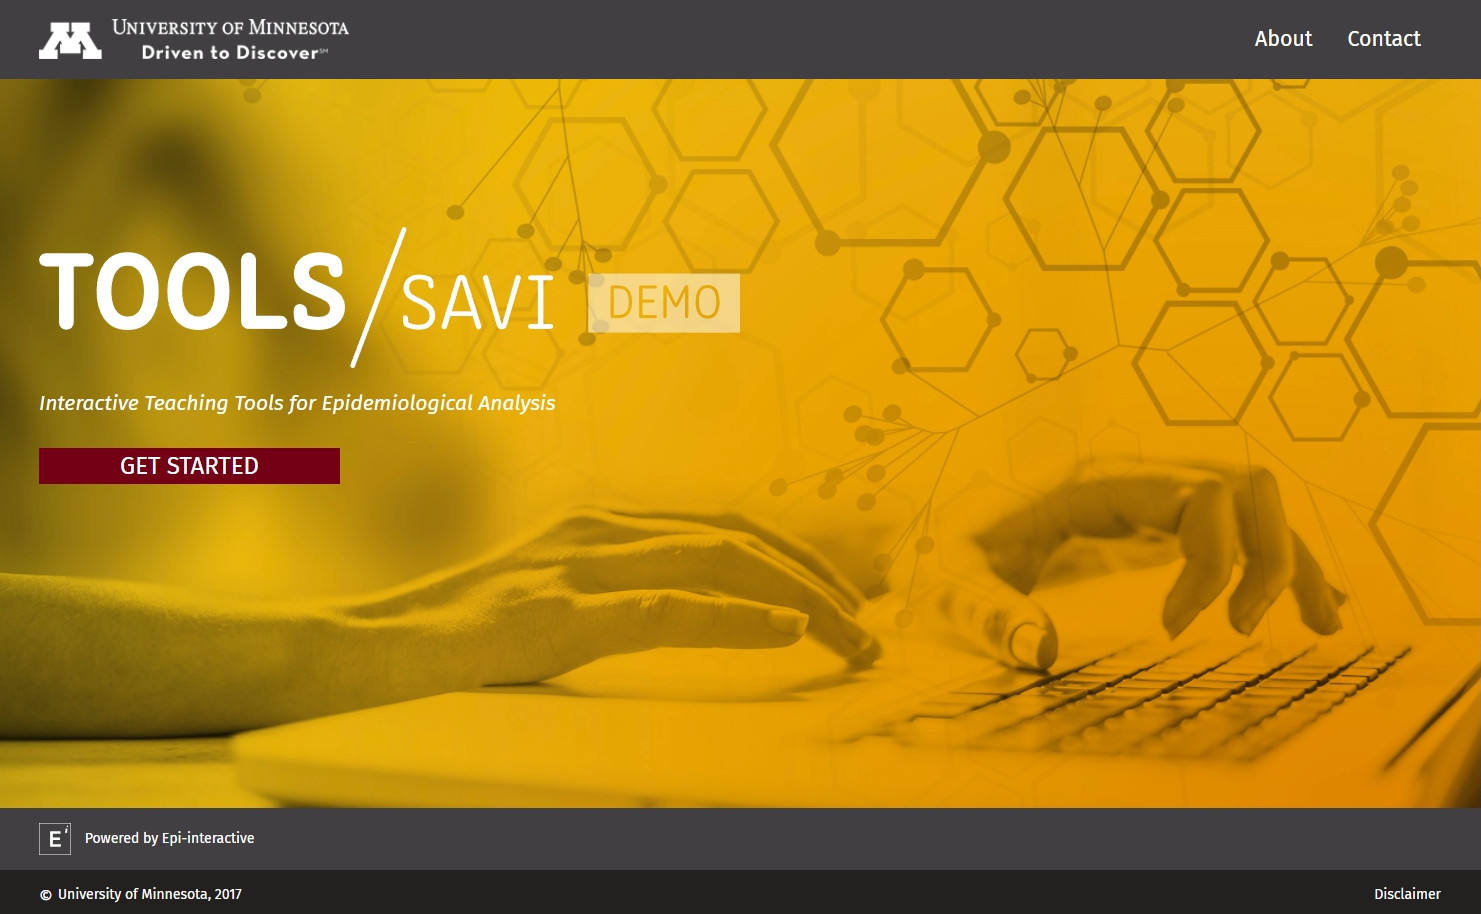 University of Minnesota
Driven to Discover℠
About
Contact
TOOLS/SAVI DEMO
Interactive Teaching Tools for Epidemiological Analysis
GET STARTED
Ei Powered by Epi-interactive
© University of Minnesota, 2017
Disclaimer